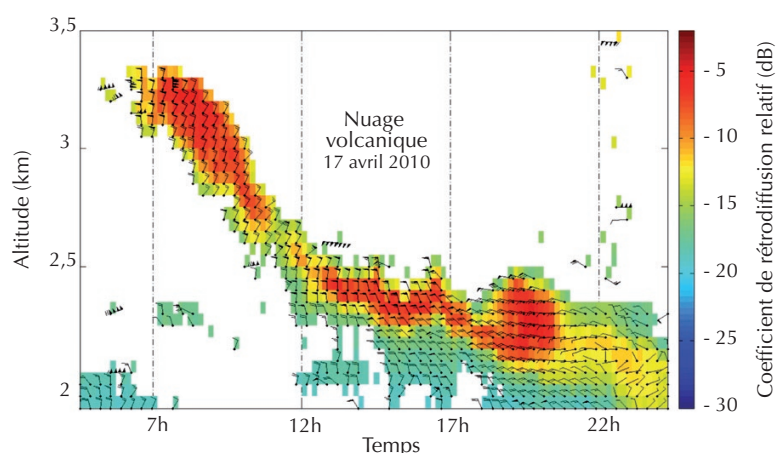 3,5
3
2,5
2
Altitude (km)
Nuage
volcanique
17 avril 2010
7h
12h
17h
22h
Temps
- 5
- 10
- 15
- 20
- 25
- 30
Coefficient de rétrodiffusion relatif (dB)